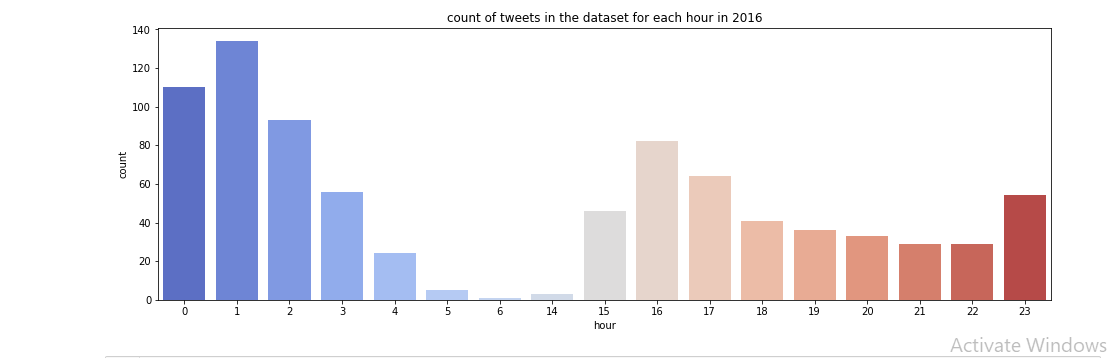 count of tweets in the dataset for each hour in 2016
140
120
100
80
60
40
20
0
count
0 1 2 3 4 5 6 14 15 16 17 18 19 20 21 22 23
hour
Activate Windows